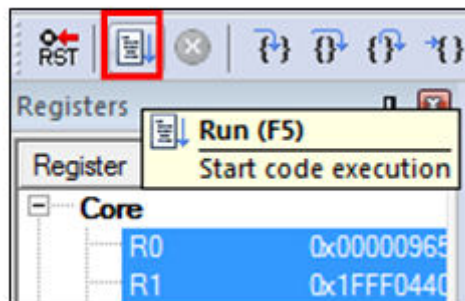 RST
Registers
Run (F5)
Register
Start code execution
Core
R0 0x00000965
R1 0x1FFF0440